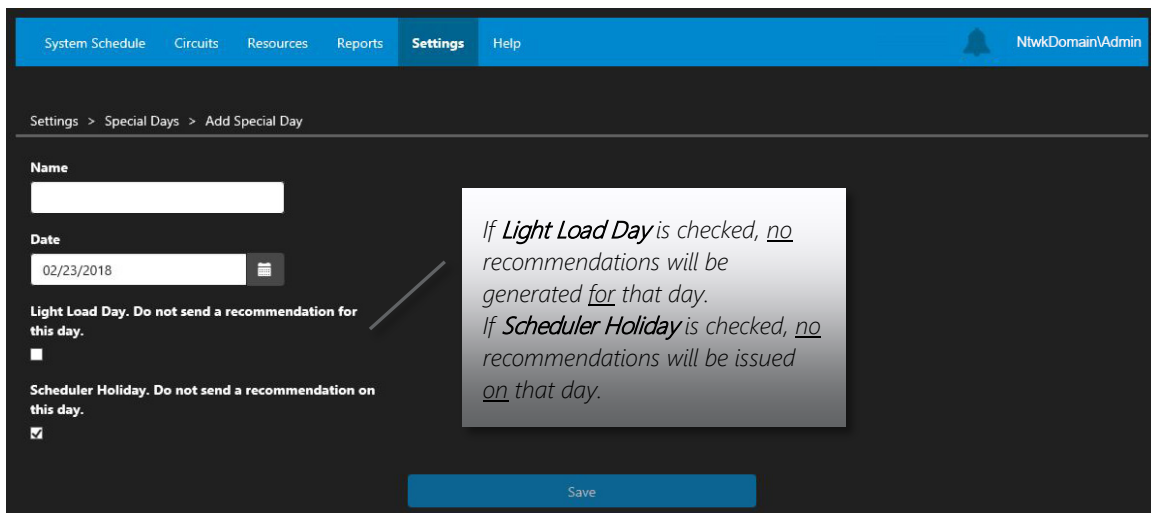 System Schedule Circuits Resources Reports Settings Help NtwkDomain\Admin
Settings > Special Days > Add Special Day
Name
Date
02/23/2018
Light Load Day. Do not send a recommendation for
this day.
Scheduler Holiday. Do not send a recommendation on
this day.
If Light Load Day is checked, no
recommendations will be
generated for that day.
If Scheduler Holiday is checked, no
recommendations will be issued
on that day.
Save